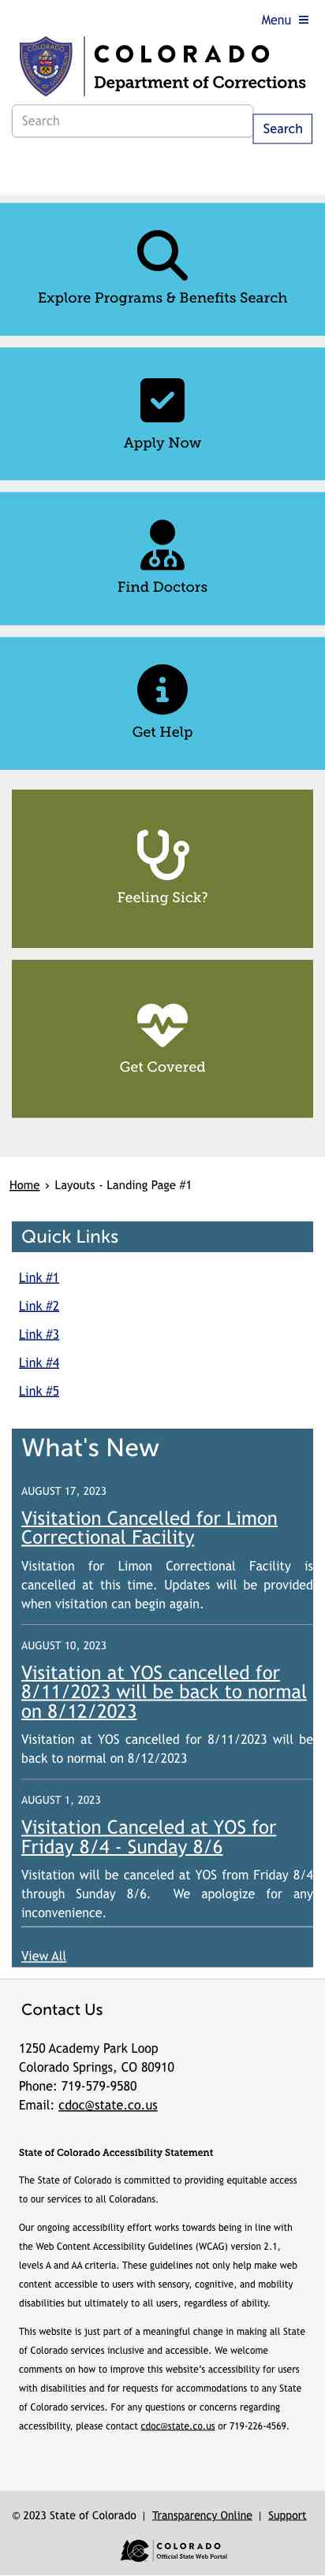 Menu
COLORADO
Department of Corrections
Search
Search
Explore Programs & Benefits Search
Apply Now
Find Doctors
Get Help
Feeling Sick?
Get Covered
Home › Layouts - Landing Page #1
Quick Links
Link #1
Link #2
Link #3
Link #4
Link #5
What's New
AUGUST 17, 2023
Visitation Cancelled for Limon
Correctional Facility
Visitation for Limon Correctional Facility is
cancelled at this time. Updates will be provided
when visitation can begin again.
AUGUST 10, 2023
Visitation at YOS cancelled for
8/11/2023 will be back to normal
on 8/12/2023
Visitation at YOS cancelled for 8/11/2023 will be
back to normal on 8/12/2023
AUGUST 1, 2023
Visitation Canceled at YOS for
Friday 8/4 - Sunday 8/6
Visitation will be canceled at YOS from Friday 8/4
through Sunday 8/6. We apologize for any
inconvenience.
View All
Contact Us
1250 Academy Park Loop
Colorado Springs, CO 80910
Phone: 719-579-9580
Email: cdoc@state.co.us
State of Colorado Accessibility Statement
The State of Colorado is committed to providing equitable access
to our services to all Coloradans.
Our ongoing accessibility effort works towards being in line with
the Web Content Accessibility Guidelines (WCAG) version 2.1,
levels A and AA criteria. These guidelines not only help make web
content accessible to users with sensory, cognitive, and mobility
disabilities but ultimately to all users, regardless of ability.
This website is just part of a meaningful change in making all State
of Colorado services inclusive and accessible. We welcome
comments on how to improve this website's accessibility for users
with disabilities and for requests for accommodations to any State
of Colorado services. For any questions or concerns regarding
accessibility, please contact cdoc@state.co.us or 719-226-4569.
© 2023 State of Colorado | Transparency Online | Support
COLORADO
Official State Web Portal